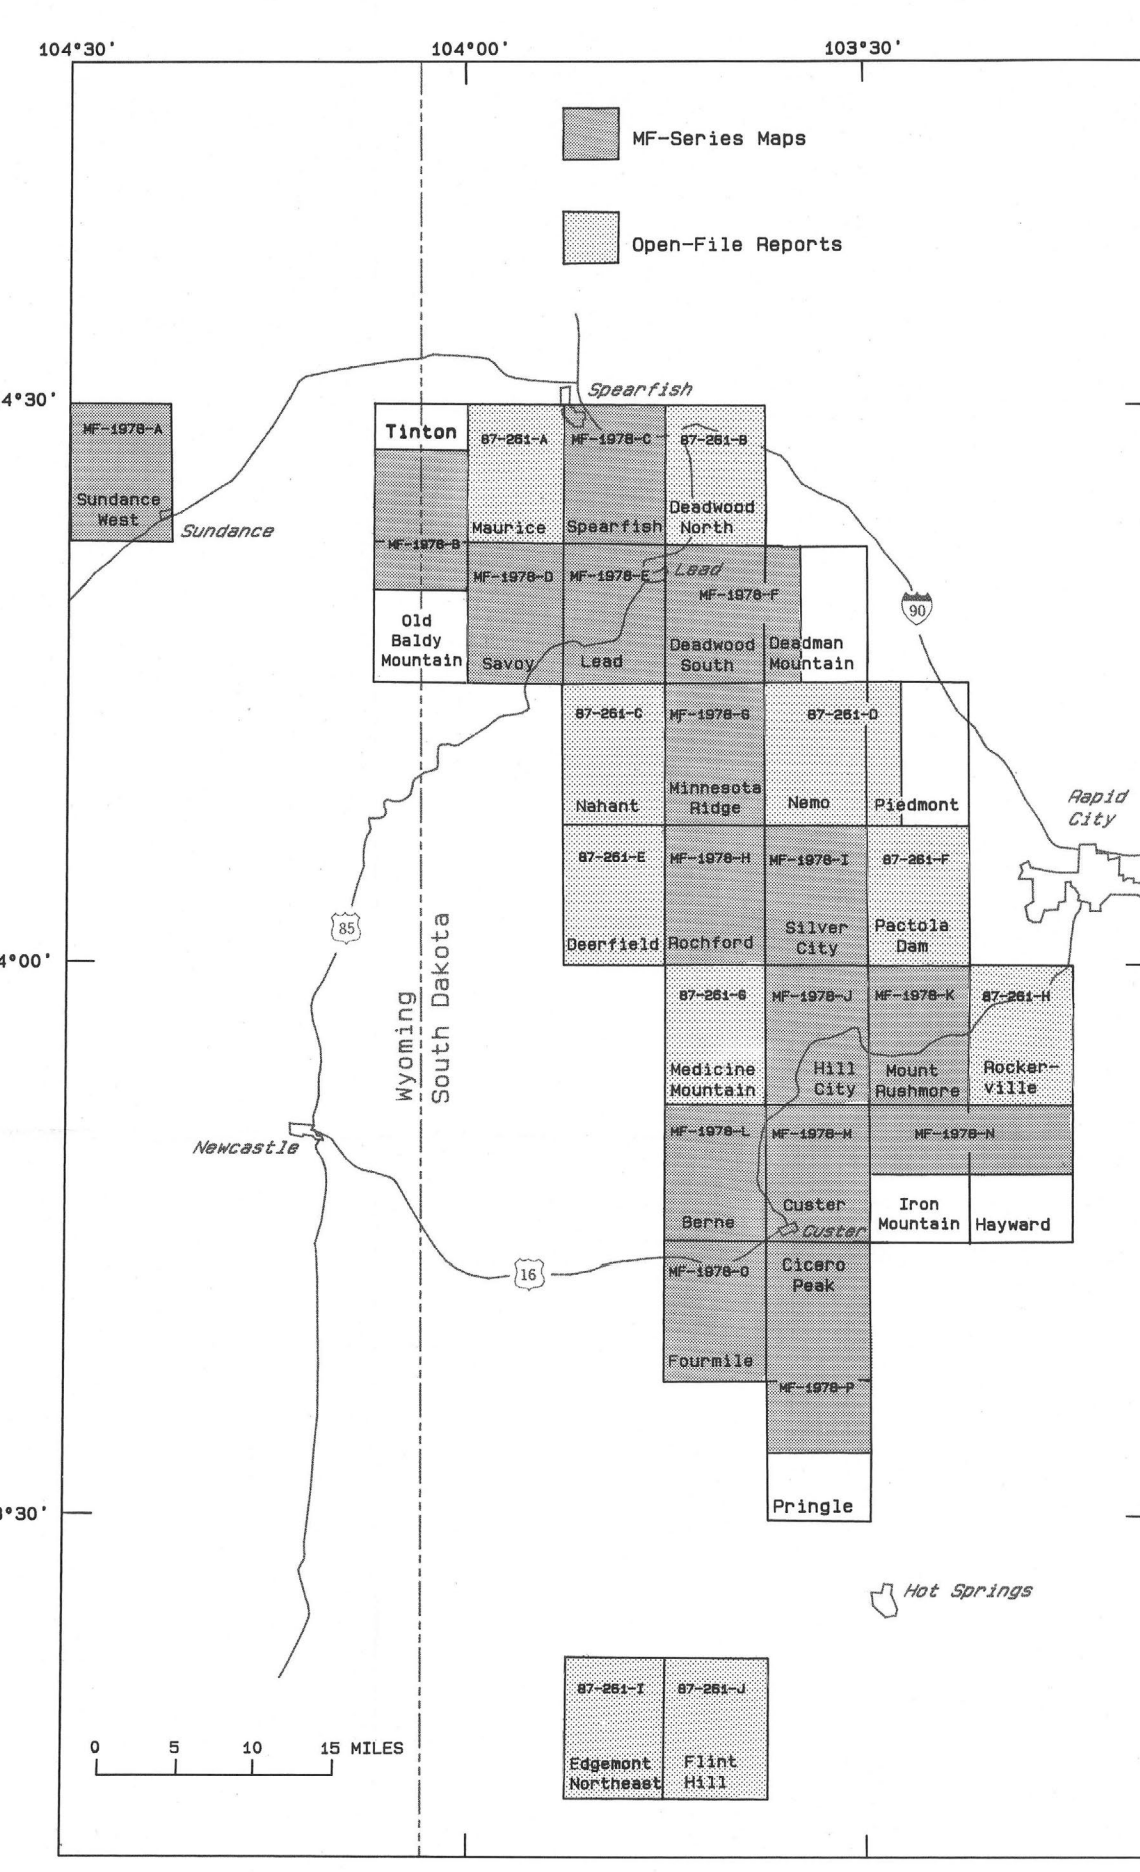 104°30' 104°00' 103°30'
MF-Series Maps
Open-File Reports
Spearfish
4°30'
MF-1978-A
Sundance
West
Sundance
Tinton
MF-1978-B
Old
Baldy
Mountain
87-261-A
Maurice
MF-1978-C
Spearfish
87-261-B
Deadwood
North
MF-1978-D
Savoy
MF-1978-E
Lead
Lead
MF-1978-F
Deadwood
South
Deadman
Mountain
90
87-261-C
Nahant
MF-1978-G
Minnesota
Ridge
87-261-D
Nemo
Piedmont
Rapid
City
87-261-E
Deerfield
MF-1978-H
Rochford
MF-1978-I
Silver
City
87-261-F
Pactola
Dam
85
4°00'
Wyoming
South Dakota
87-261-G
Medicine
Mountain
MF-1978-J
Hill
City
MF-1978-K
Mount
Rushmore
87-261-H
Rocker-
ville
Newcastle
MF-1978-L
Berne
MF-1978-M
Custer
Custer
MF-1978-N
Iron
Mountain
Hayward
16
MF-1978-O
Fourmile
Cicero
Peak
MF-1978-P
Pringle
3°30'
Hot Springs
87-261-I
Edgemont
Northeast
87-261-J
Flint
Hill
0 5 10 15 MILES